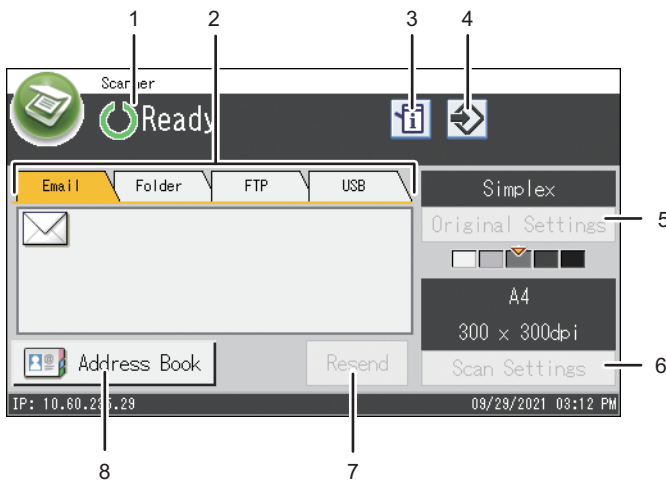 1 2 3 4
Scanner
Ready
Email Folder FTP USB
Simplex
Original Settings
5
A4
300 × 300dpi
Address Book
Resend
Scan Settings
6
IP: 10.60.235.29
09/29/2021 03:12 PM
8 7